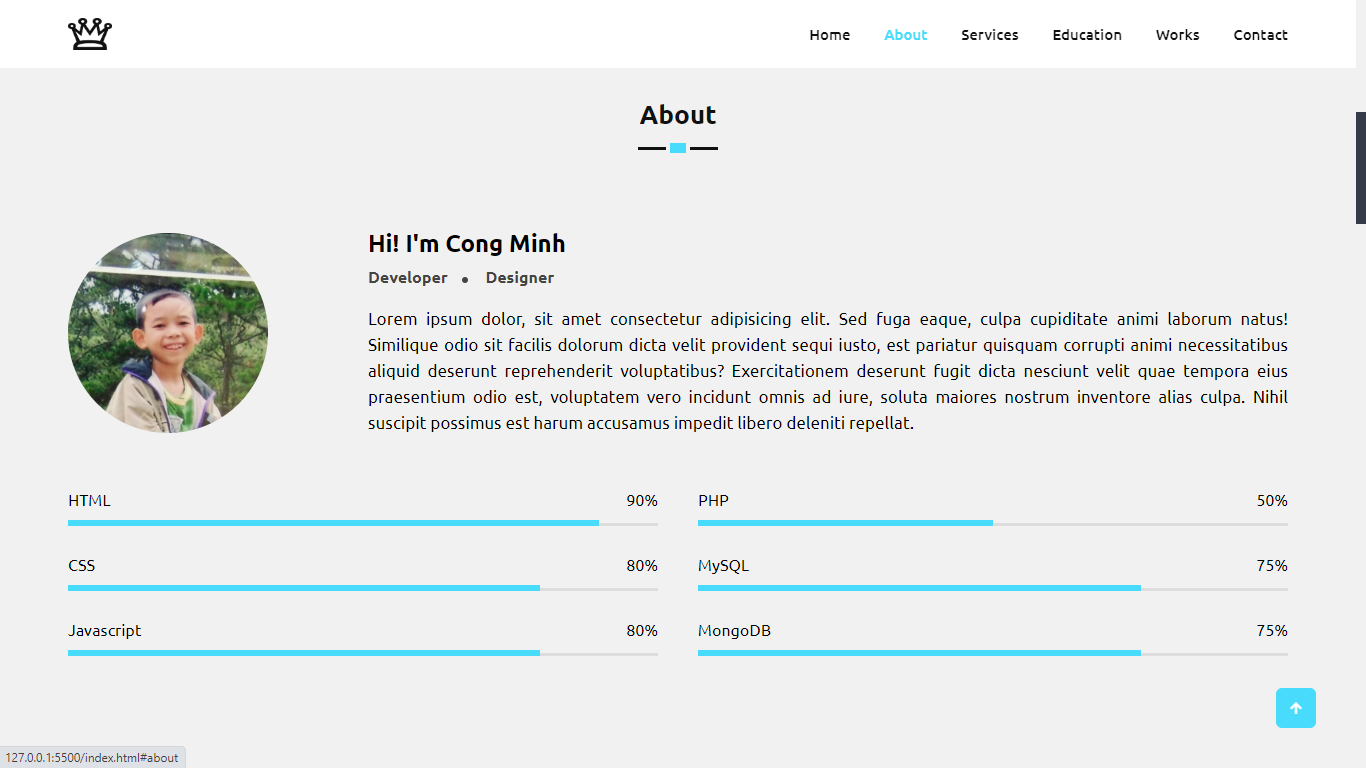 Home About Services Education Works Contact
About
Hi! I'm Cong Minh
Developer • Designer
Lorem ipsum dolor, sit amet consectetur adipisicing elit. Sed fuga eaque, culpa cupiditate animi laborum natus!
Similique odio sit facilis dolorum dicta velit provident sequi iusto, est pariatur quisquam corrupti animi necessitatibus
aliquid deserunt reprehenderit voluptatibus? Exercitationem deserunt fugit dicta nesciunt velit quae tempora eius
praesentium odio est, voluptatem vero incidunt omnis ad iure, soluta maiores nostrum inventore alias culpa. Nihil
suscipit possimus est harum accusamus impedit libero deleniti repellat.
HTML 90%
PHP 50%
CSS 80%
MySQL 75%
Javascript 80%
MongoDB 75%
127.0.0.1:5500/index.html#about